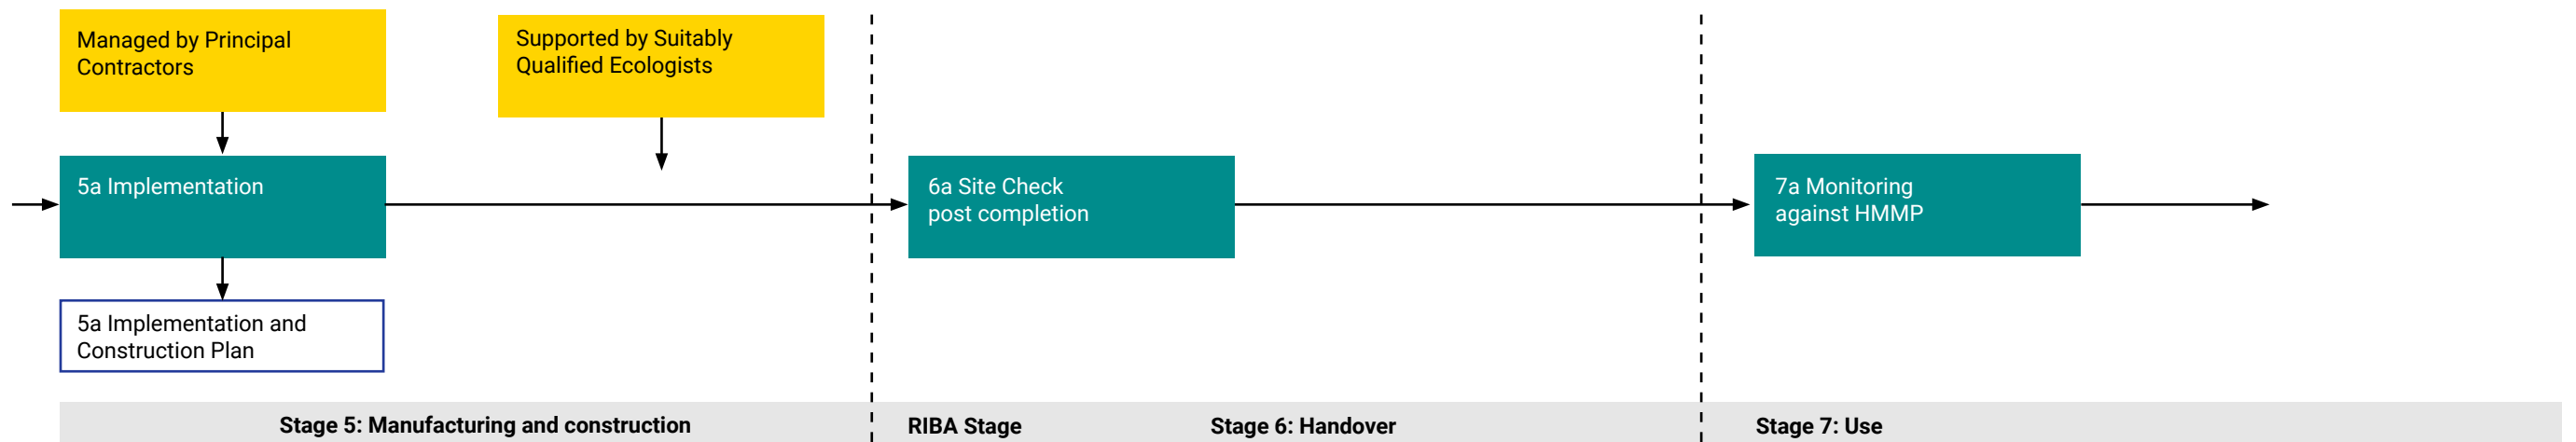 Managed by Principal
Contractors
Supported by Suitably
Qualified Ecologists
5a Implementation
6a Site Check
post completion
7a Monitoring
against HMMP
5a Implementation and
Construction Plan
Stage 5: Manufacturing and construction
RIBA Stage
Stage 6: Handover
Stage 7: Use